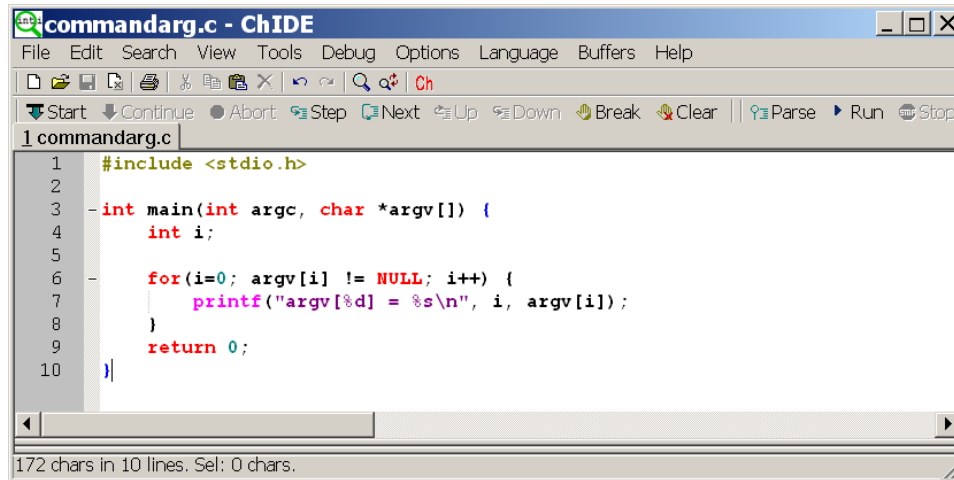 commandarg.c - ChIDE
File Edit Search View Tools Debug Options Language Buffers Help
Ch
Start Continue Abort Step Next Up Down Break Clear Parse Run Stop
1 commandarg.c
1 #include <stdio.h>
2
3 int main(int argc, char *argv[]) {
4     int i;
5
6     for(i=0; argv[i] != NULL; i++) {
7         printf("argv[%d] = %s\n", i, argv[i]);
8     }
9     return 0;
10 }
172 chars in 10 lines. Sel: 0 chars.